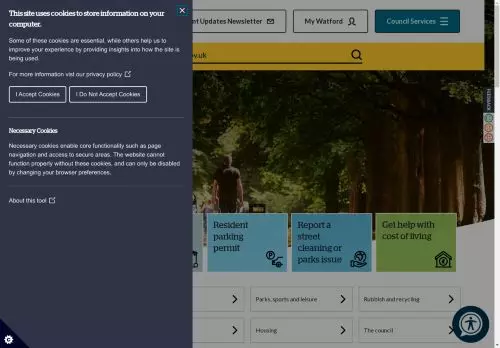 This site uses cookies to store information on your
computer.
Some of these cookies are essential, while others help us to
improve your experience by providing insights into how the site is
being used.
For more information visit our privacy policy
I Accept Cookies
I Do Not Accept Cookies
Necessary Cookies
Necessary cookies enable core functionality such as page
navigation and access to secure areas. The website cannot
function properly without these cookies, and can only be disabled
by changing your browser preferences.
About this tool
Updates Newsletter
My Watford
Council Services
.uk
Resident
parking
permit
Report a
street
cleaning or
parks issue
Get help with
cost of living
Parks, sports and leisure
Rubbish and recycling
Housing
The council